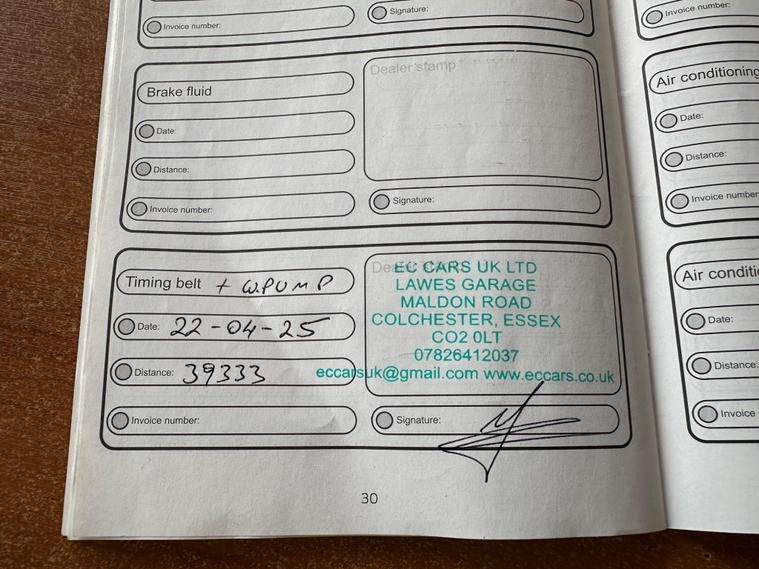 Invoice number:
Signature:
Invoice number:
Brake fluid
Dealer stamp
Date:
Distance:
Invoice number:
Signature:
Air conditioning
Date:
Distance:
Invoice number
Timing belt + W.PUMP
Date: 22-04-25
Distance: 39333
Invoice number:
EC CARS UK LTD
LAWES GARAGE
MALDON ROAD
COLCHESTER, ESSEX
CO2 0LT
07826412037
eccarsuk@gmail.com www.eccars.co.uk
Signature:
Air conditi
Date:
Distance:
Invoice
30